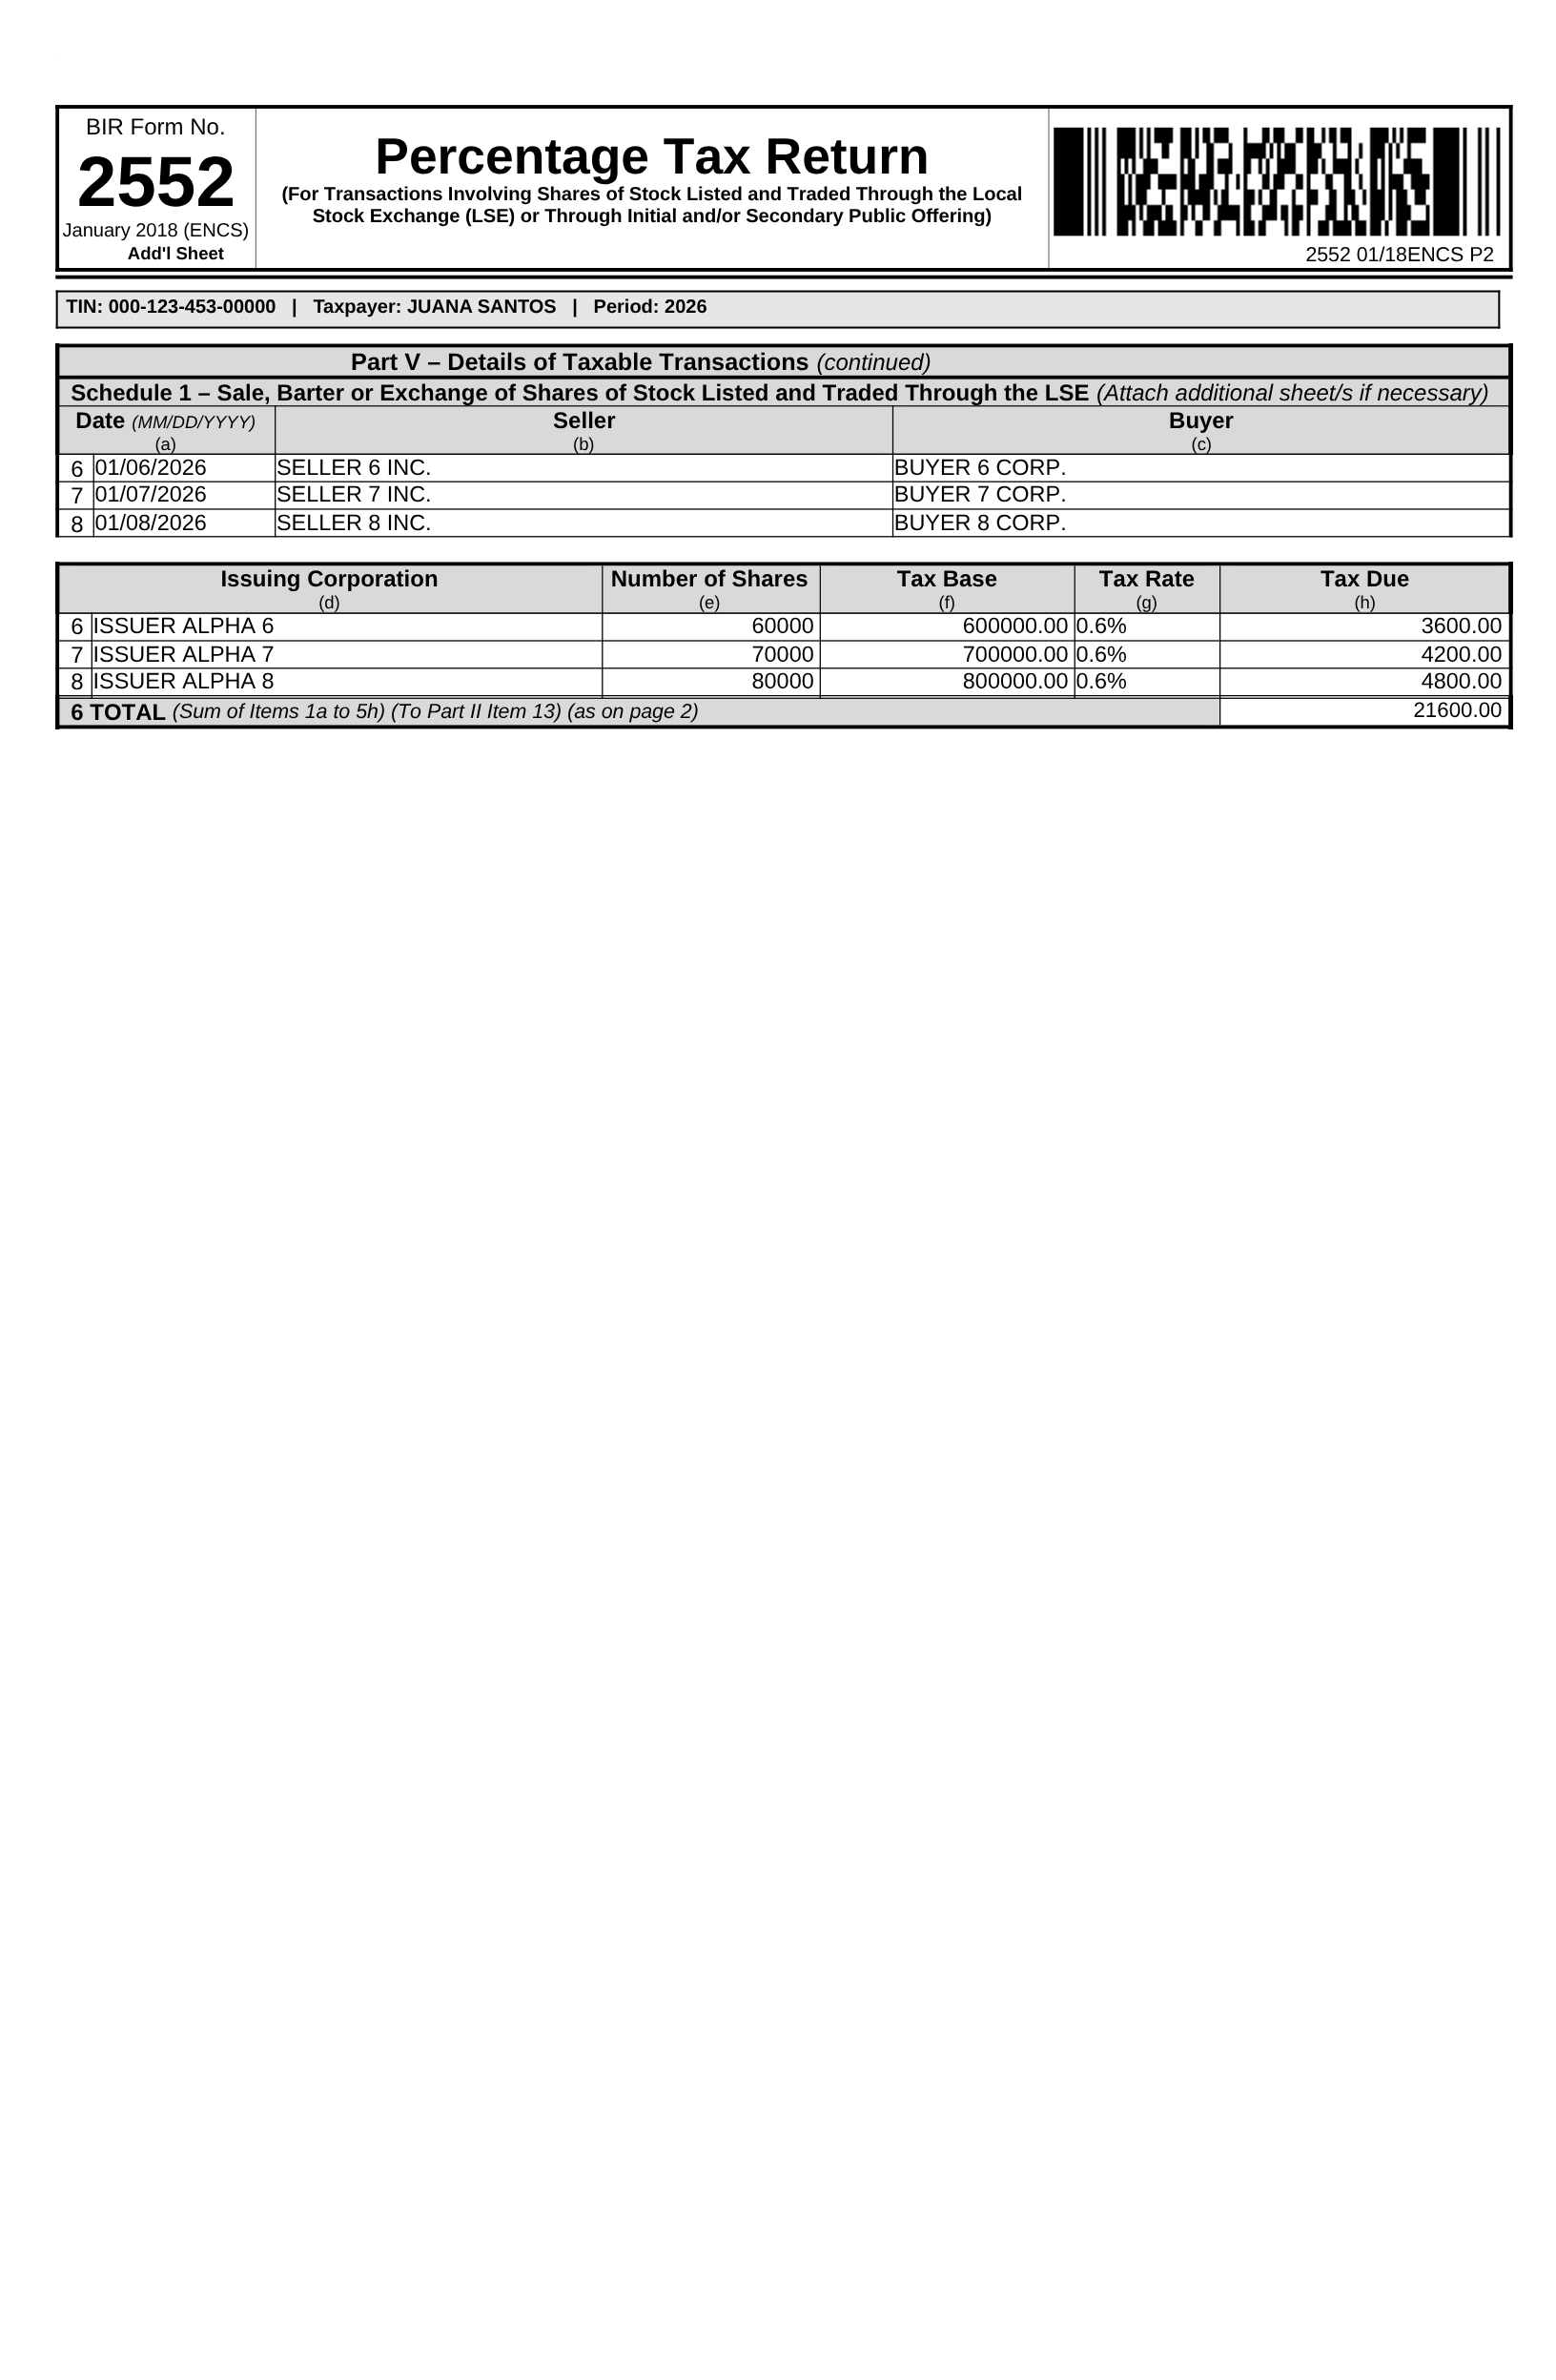 BIR Form No.
2552
January 2018 (ENCS)
Add'l Sheet
Percentage Tax Return
(For Transactions Involving Shares of Stock Listed and Traded Through the Local
Stock Exchange (LSE) or Through Initial and/or Secondary Public Offering)
2552 01/18ENCS P2
TIN: 000-123-453-00000 | Taxpayer: JUANA SANTOS | Period: 2026
Part V – Details of Taxable Transactions (continued)
Schedule 1 – Sale, Barter or Exchange of Shares of Stock Listed and Traded Through the LSE (Attach additional sheet/s if necessary)
Date (MM/DD/YYYY) Seller Buyer
(a) (b) (c)
6 01/06/2026 SELLER 6 INC. BUYER 6 CORP.
7 01/07/2026 SELLER 7 INC. BUYER 7 CORP.
8 01/08/2026 SELLER 8 INC. BUYER 8 CORP.
Issuing Corporation Number of Shares Tax Base Tax Rate Tax Due
(d) (e) (f) (g) (h)
6 ISSUER ALPHA 6 60000 600000.00 0.6% 3600.00
7 ISSUER ALPHA 7 70000 700000.00 0.6% 4200.00
8 ISSUER ALPHA 8 80000 800000.00 0.6% 4800.00
6 TOTAL (Sum of Items 1a to 5h) (To Part II Item 13) (as on page 2) 21600.00